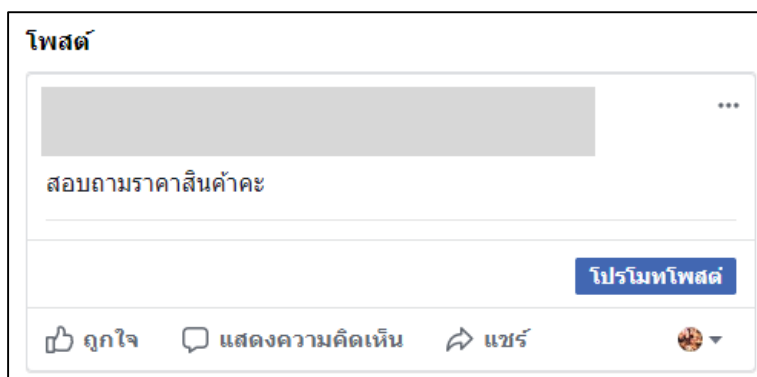 โพสต์
สอบถามราคาสินค้าคะ
โปรโมทโพสต์
ถูกใจ แสดงความคิดเห็น แชร์